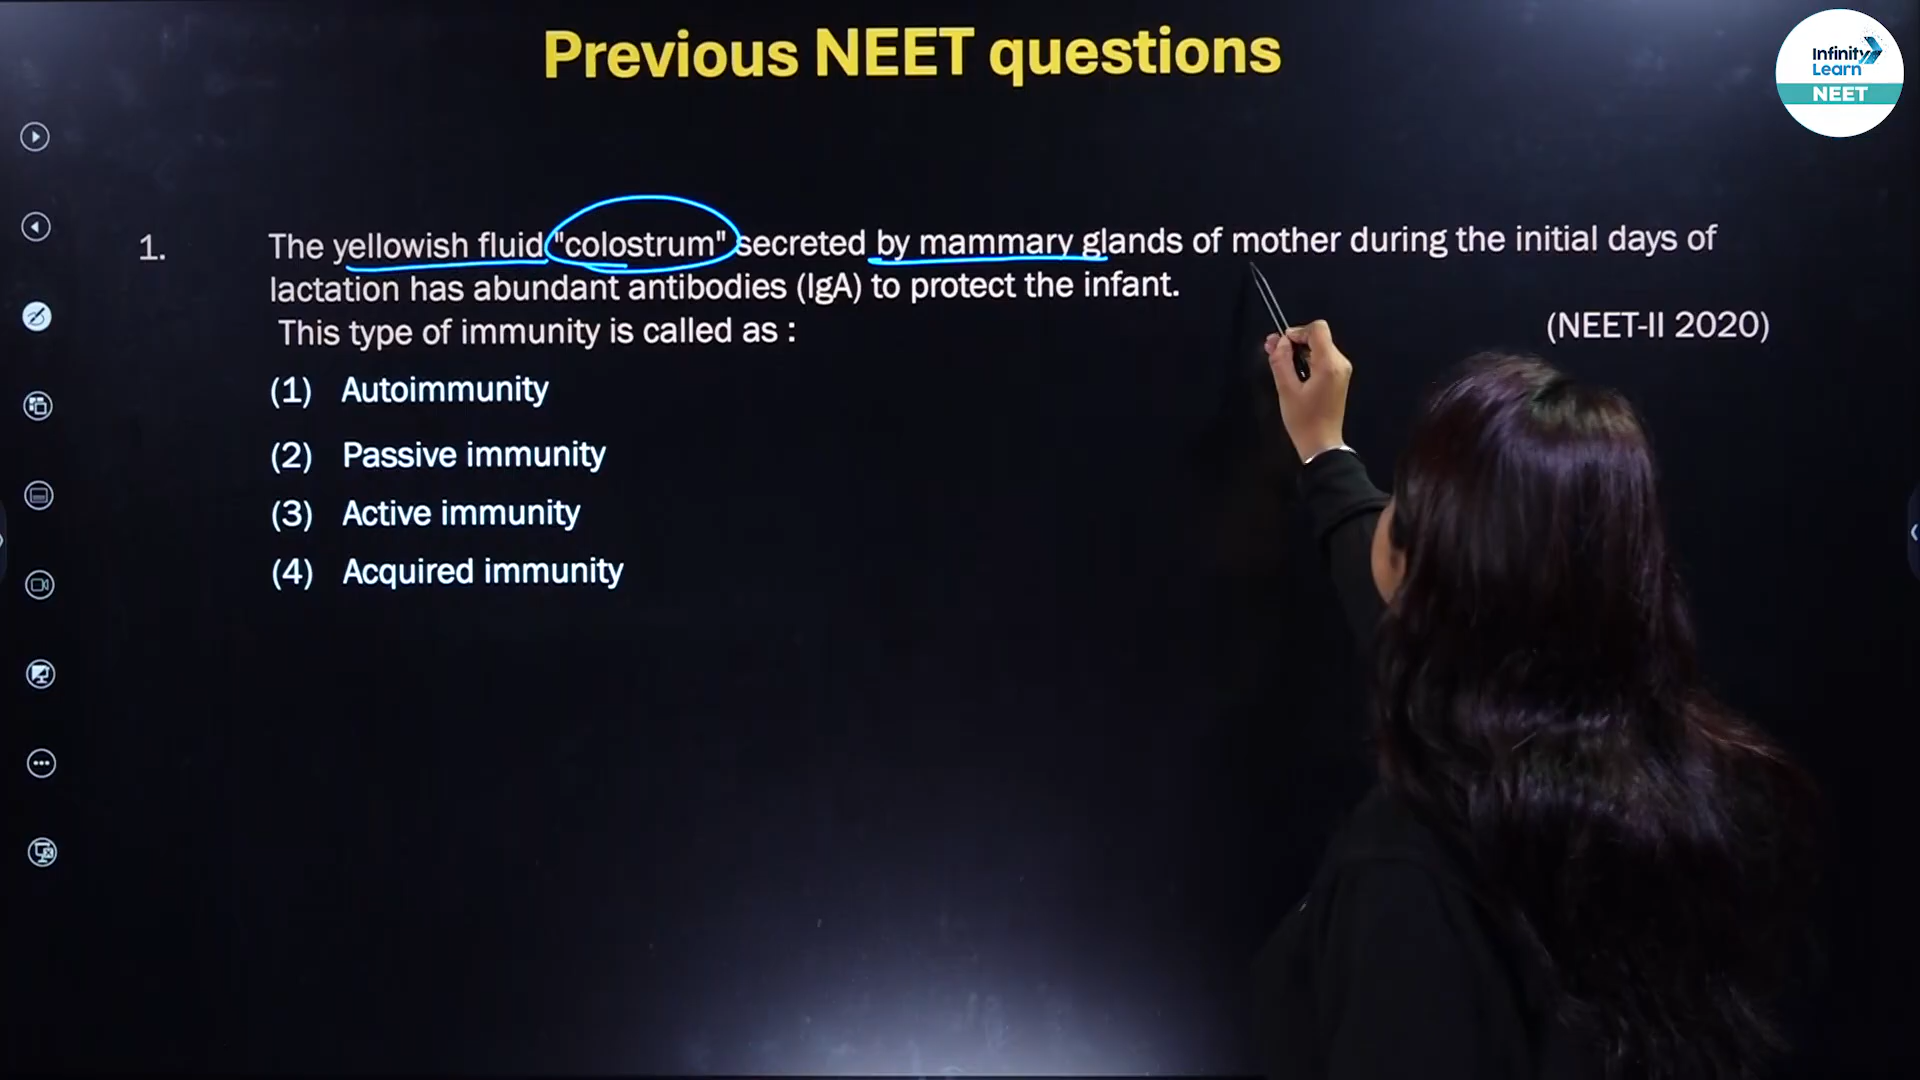 Previous NEET questions
Infinity
Learn
NEET
1. The yellowish fluid "colostrum" secreted by mammary glands of mother during the initial days of
lactation has abundant antibodies (IgA) to protect the infant.
This type of immunity is called as :
(NEET-II 2020)
(1) Autoimmunity
(2) Passive immunity
(3) Active immunity
(4) Acquired immunity